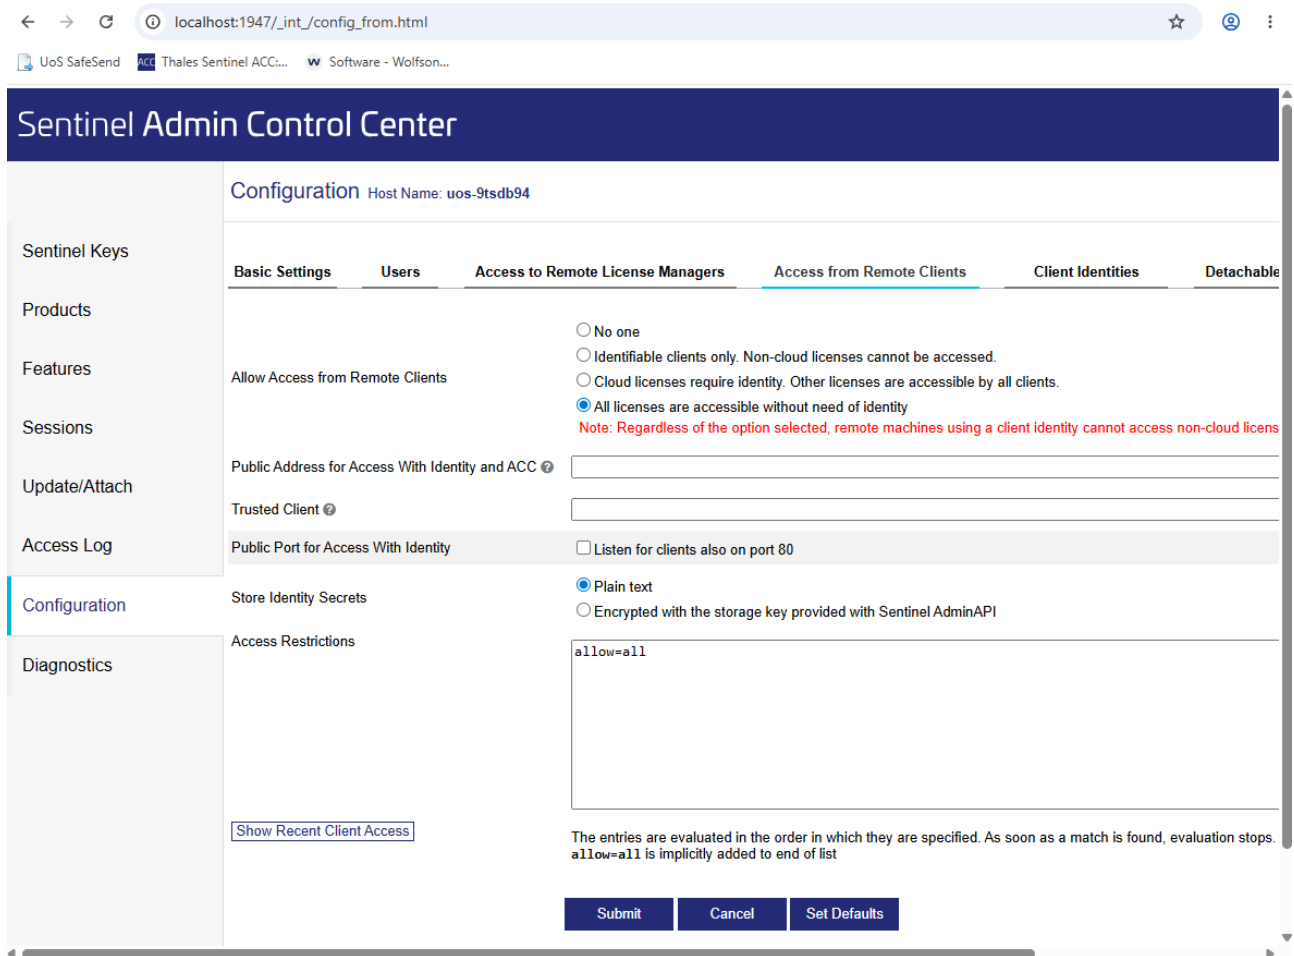 localhost:1947/_int_/config_from.html
UoS SafeSend ACC Thales Sentinel ACC:... W Software - Wolfson...
Sentinel Admin Control Center
Configuration Host Name: uos-9tsdb94
Sentinel Keys
Products
Features
Sessions
Update/Attach
Access Log
Configuration
Diagnostics
Basic Settings Users Access to Remote License Managers Access from Remote Clients Client Identities Detachable
Allow Access from Remote Clients
No one
Identifiable clients only. Non-cloud licenses cannot be accessed.
Cloud licenses require identity. Other licenses are accessible by all clients.
All licenses are accessible without need of identity
Note: Regardless of the option selected, remote machines using a client identity cannot access non-cloud licens
Public Address for Access With Identity and ACC ?
Trusted Client ?
Public Port for Access With Identity Listen for clients also on port 80
Store Identity Secrets
Plain text
Encrypted with the storage key provided with Sentinel AdminAPI
Access Restrictions
allow=all
Show Recent Client Access
The entries are evaluated in the order in which they are specified. As soon as a match is found, evaluation stops.
allow=all is implicitly added to end of list
Submit Cancel Set Defaults